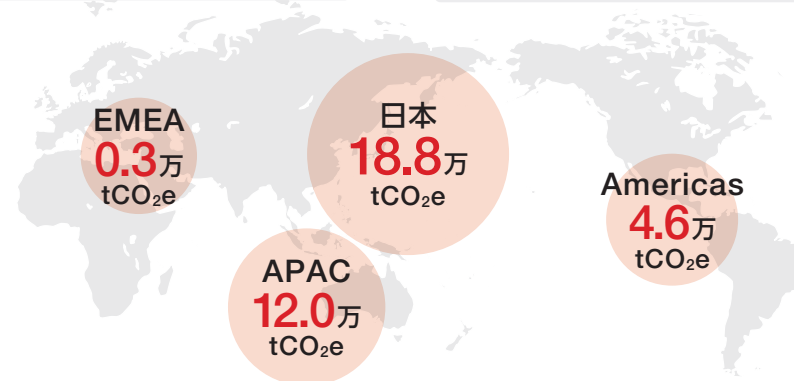 EMEA
0.3万
tCO₂e
日本
18.8万
tCO₂e
Americas
4.6万
tCO₂e
APAC
12.0万
tCO₂e